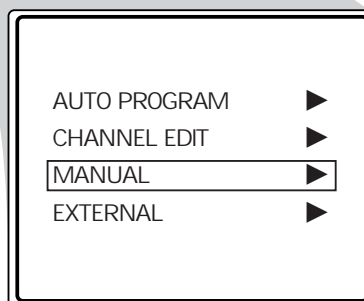 AUTO PROGRAM ▶
CHANNEL EDIT ▶
MANUAL ▶
EXTERNAL ▶